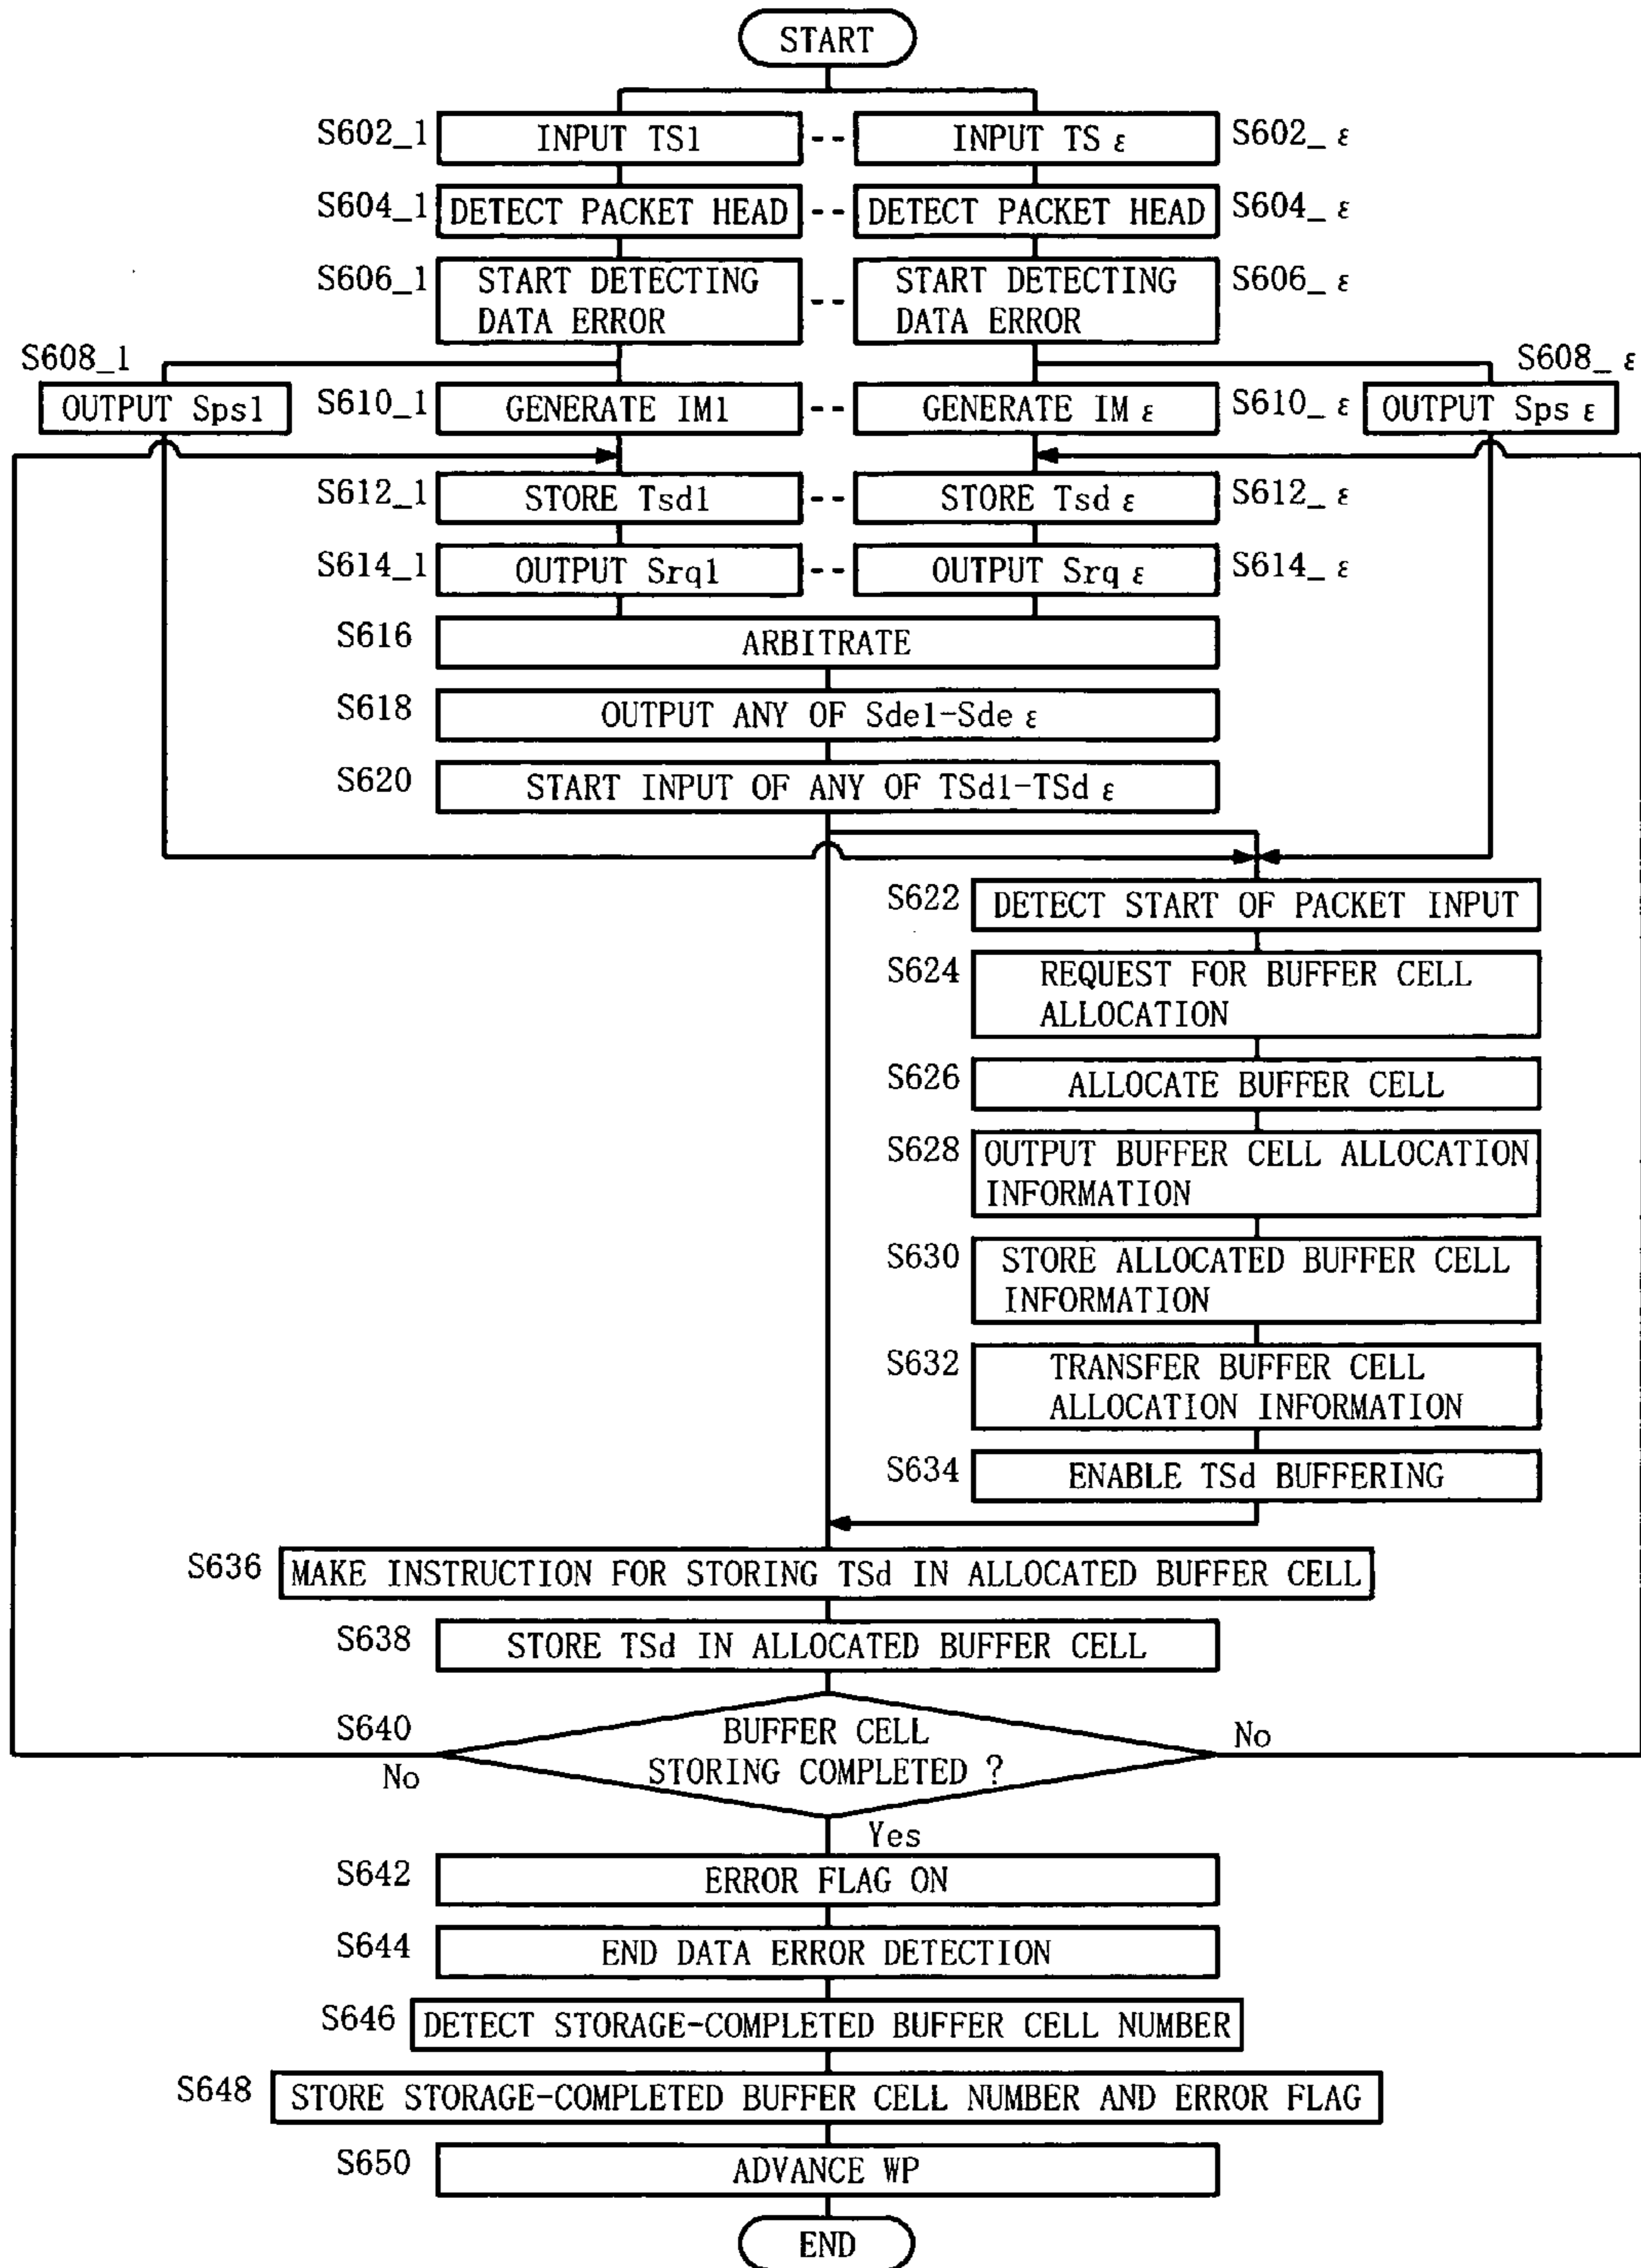 START
S602_1 INPUT TS1 -- INPUT TS ε S602_ ε
S604_1 DETECT PACKET HEAD -- DETECT PACKET HEAD S604_ ε
S606_1 START DETECTING -- START DETECTING S606_ ε
DATA ERROR DATA ERROR
S608_1 S608_ ε
OUTPUT Sps1 S610_1 GENERATE IM1 -- GENERATE IM ε S610_ ε OUTPUT Sps ε
S612_1 STORE Tsd1 -- STORE Tsd ε S612_ ε
S614_1 OUTPUT Srq1 -- OUTPUT Srq ε S614_ ε
S616 ARBITRATE
S618 OUTPUT ANY OF Sde1-Sde ε
S620 START INPUT OF ANY OF TSd1-TSd ε
S622 DETECT START OF PACKET INPUT
S624 REQUEST FOR BUFFER CELL
ALLOCATION
S626 ALLOCATE BUFFER CELL
S628 OUTPUT BUFFER CELL ALLOCATION
INFORMATION
S630 STORE ALLOCATED BUFFER CELL
INFORMATION
S632 TRANSFER BUFFER CELL
ALLOCATION INFORMATION
S634 ENABLE TSd BUFFERING
S636 MAKE INSTRUCTION FOR STORING TSd IN ALLOCATED BUFFER CELL
S638 STORE TSd IN ALLOCATED BUFFER CELL
S640 BUFFER CELL No
No STORING COMPLETED ?
Yes
S642 ERROR FLAG ON
S644 END DATA ERROR DETECTION
S646 DETECT STORAGE-COMPLETED BUFFER CELL NUMBER
S648 STORE STORAGE-COMPLETED BUFFER CELL NUMBER AND ERROR FLAG
S650 ADVANCE WP
END